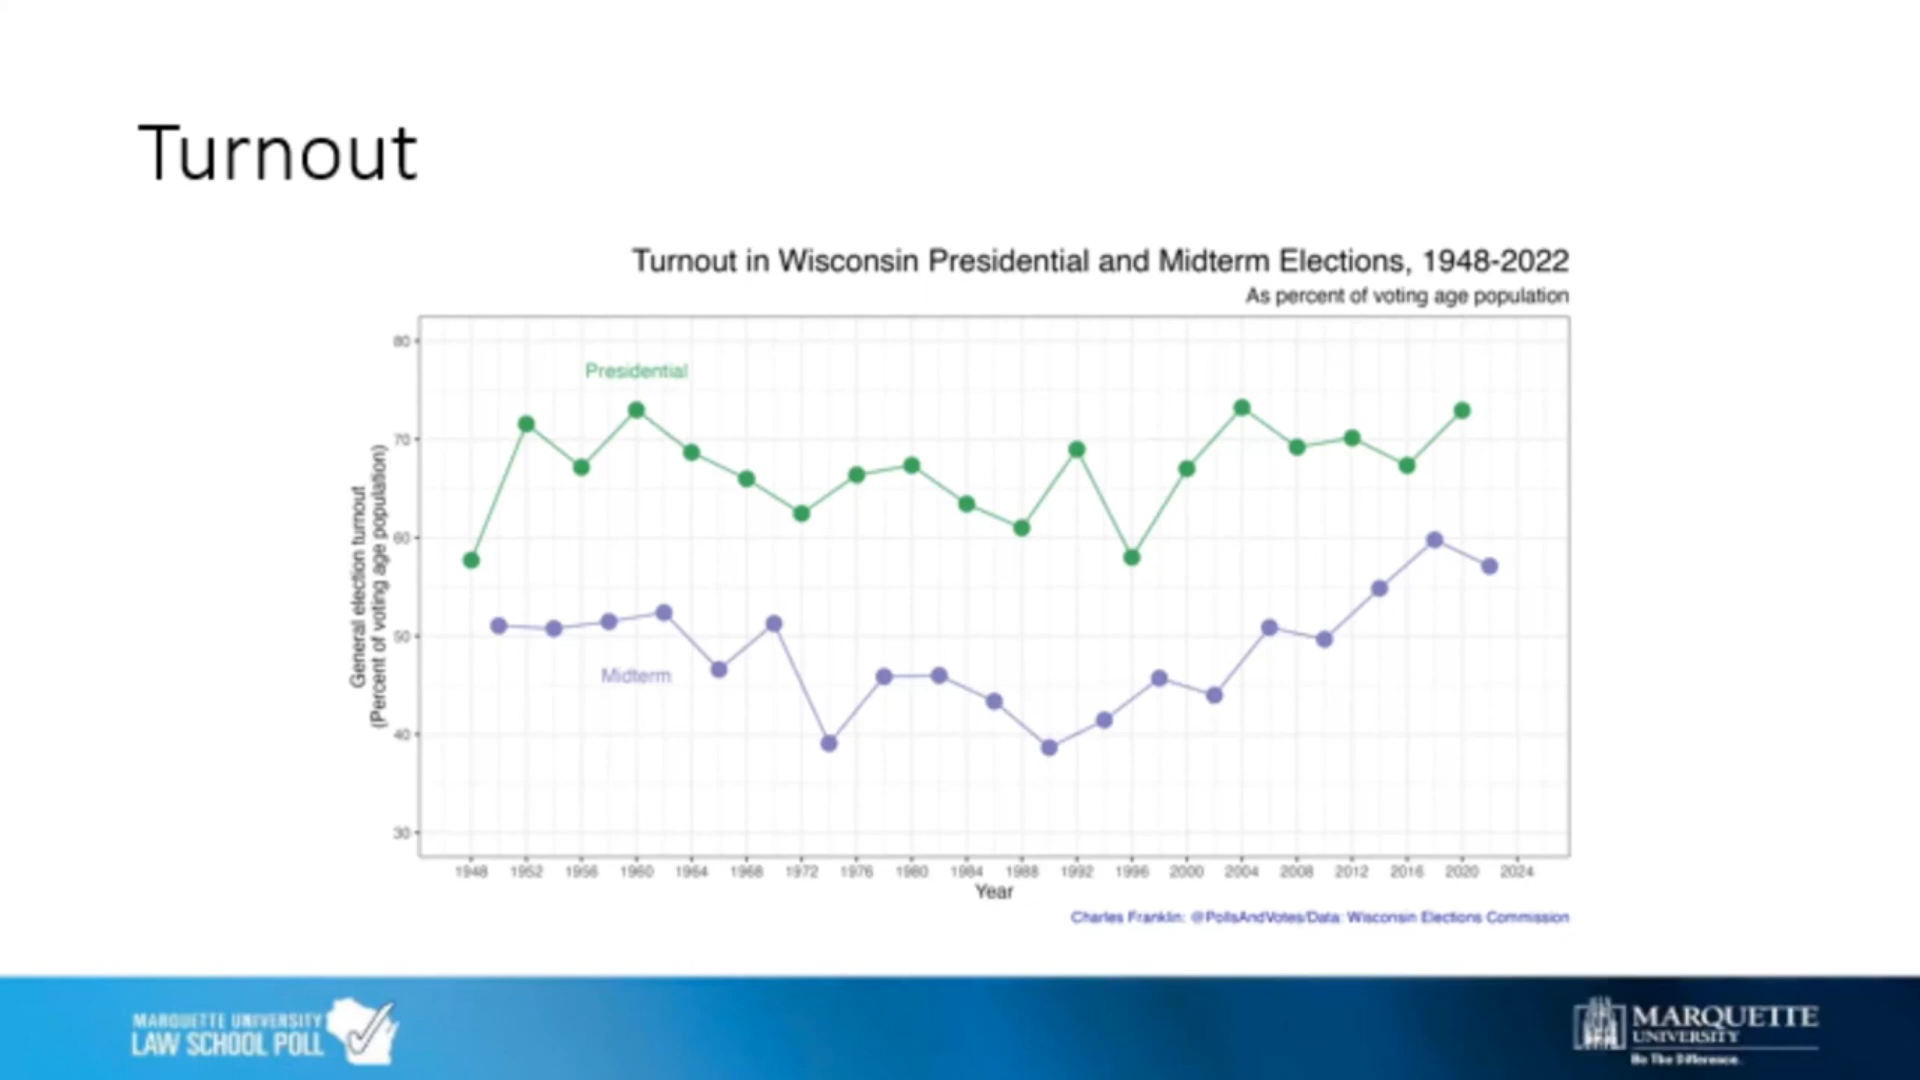 Turnout
Turnout in Wisconsin Presidential and Midterm Elections, 1948-2022
As percent of voting age population
General election turnout
(Percent of voting age population)
80
70
60
50
40
30
Presidential
Midterm
1948 1952 1956 1960 1964 1968 1972 1976 1980 1984 1988 1992 1996 2000 2004 2008 2012 2016 2020 2024
Year
Charles Franklin: @PollsAndVotes/Data: Wisconsin Elections Commission
MARQUETTE UNIVERSITY
LAW SCHOOL POLL
MARQUETTE
UNIVERSITY
Be The Difference.